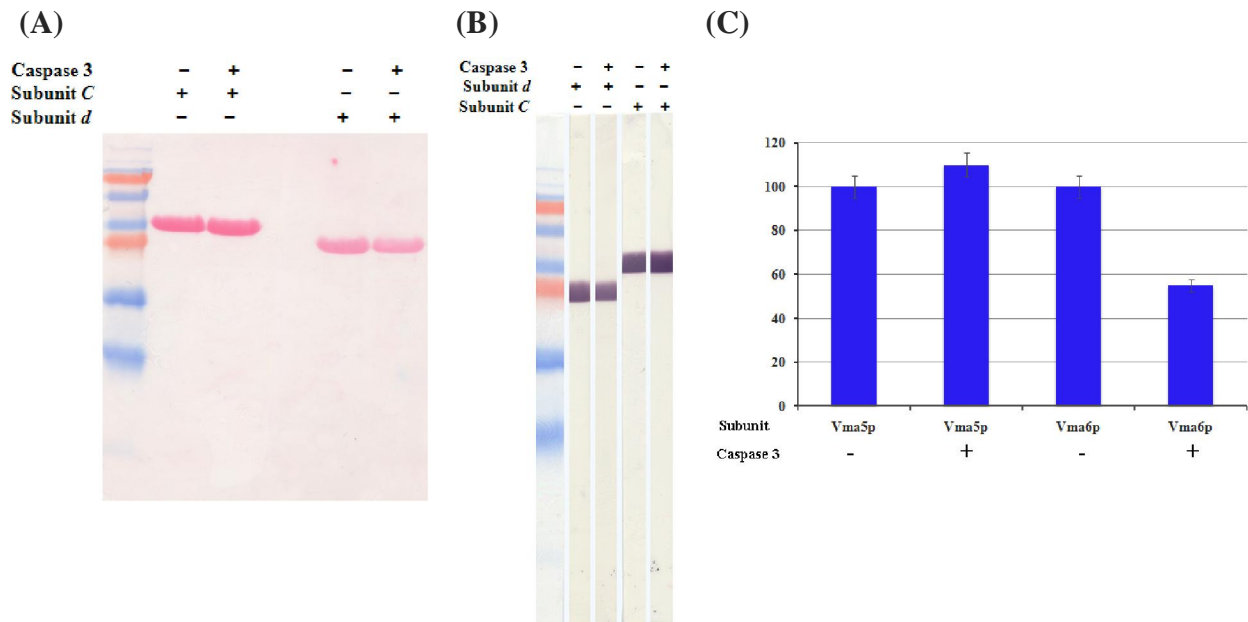 (A)
Caspase 3 – + – +
Subunit C + + – –
Subunit d – – + +
(B)
Caspase 3 – + – +
Subunit d + + – –
Subunit C – – + +
(C)
120
100
80
60
40
20
0
Subunit Vma5p Vma5p Vma6p Vma6p
Caspase 3 - + - +